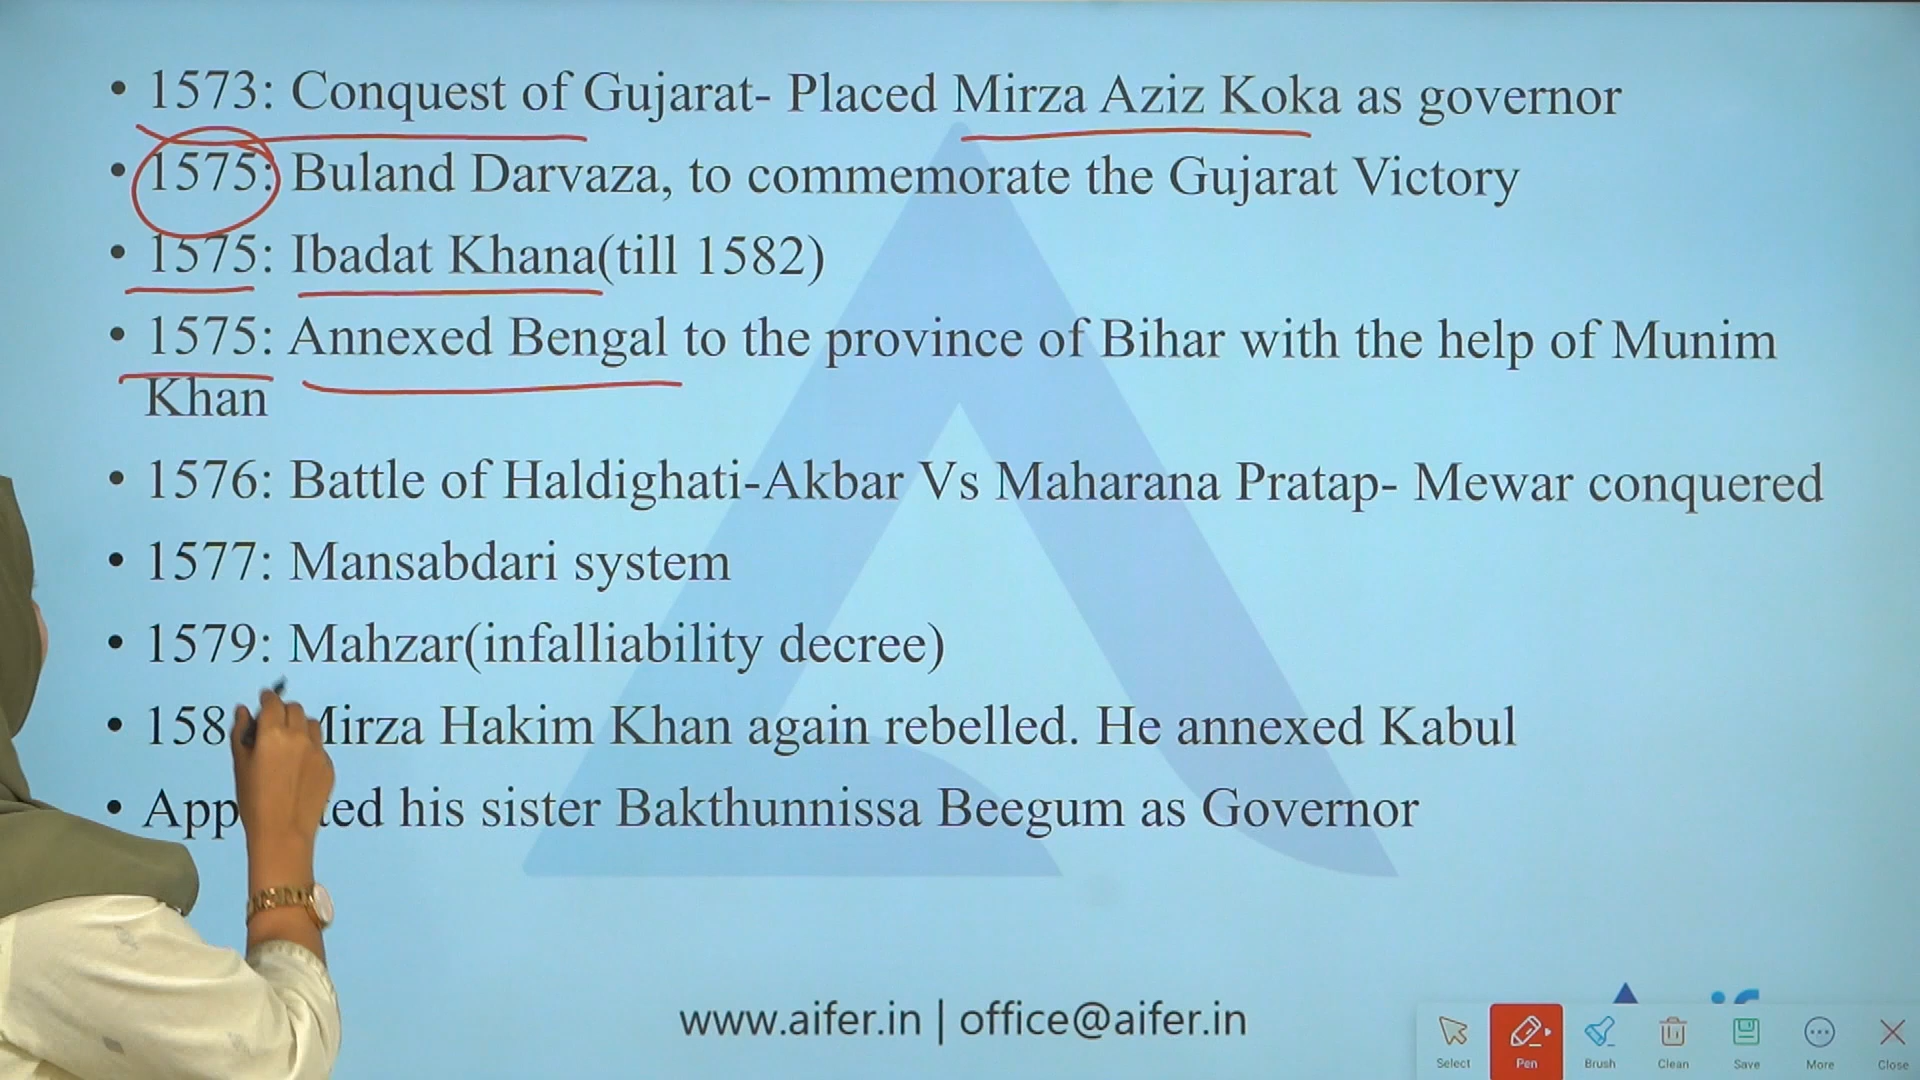 • 1573: Conquest of Gujarat- Placed Mirza Aziz Koka as governor
• 1575: Buland Darvaza, to commemorate the Gujarat Victory
• 1575: Ibadat Khana(till 1582)
• 1575: Annexed Bengal to the province of Bihar with the help of Munim
Khan
• 1576: Battle of Haldighati-Akbar Vs Maharana Pratap- Mewar conquered
• 1577: Mansabdari system
• 1579: Mahzar(infalliability decree)
• Mirza Hakim Khan again rebelled. He annexed Kabul
• his sister Bakthunnissa Beegum as Governor
www.aifer.in | office@aifer.in
Select Pen Brush Clean Save More Close